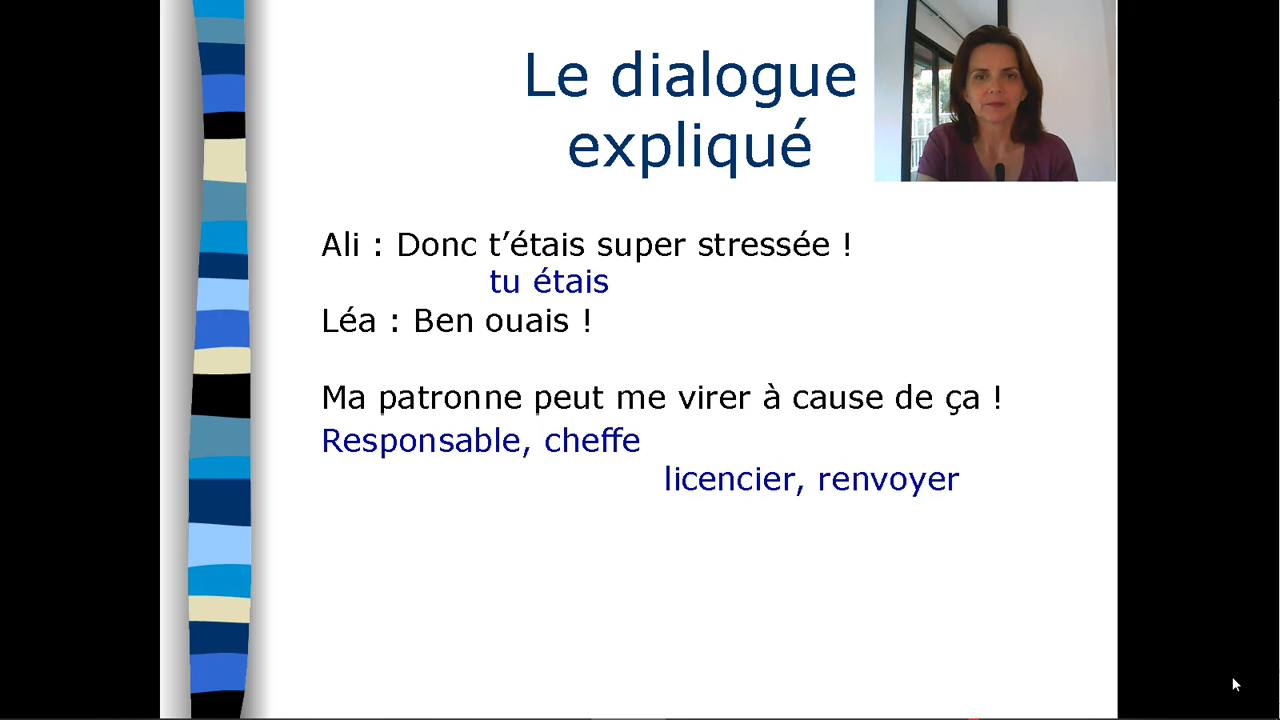 Le dialogue
expliqué
Ali : Donc t’étais super stressée !
tu étais
Léa : Ben ouais !
Ma patronne peut me virer à cause de ça !
Responsable, cheffe
licencier, renvoyer